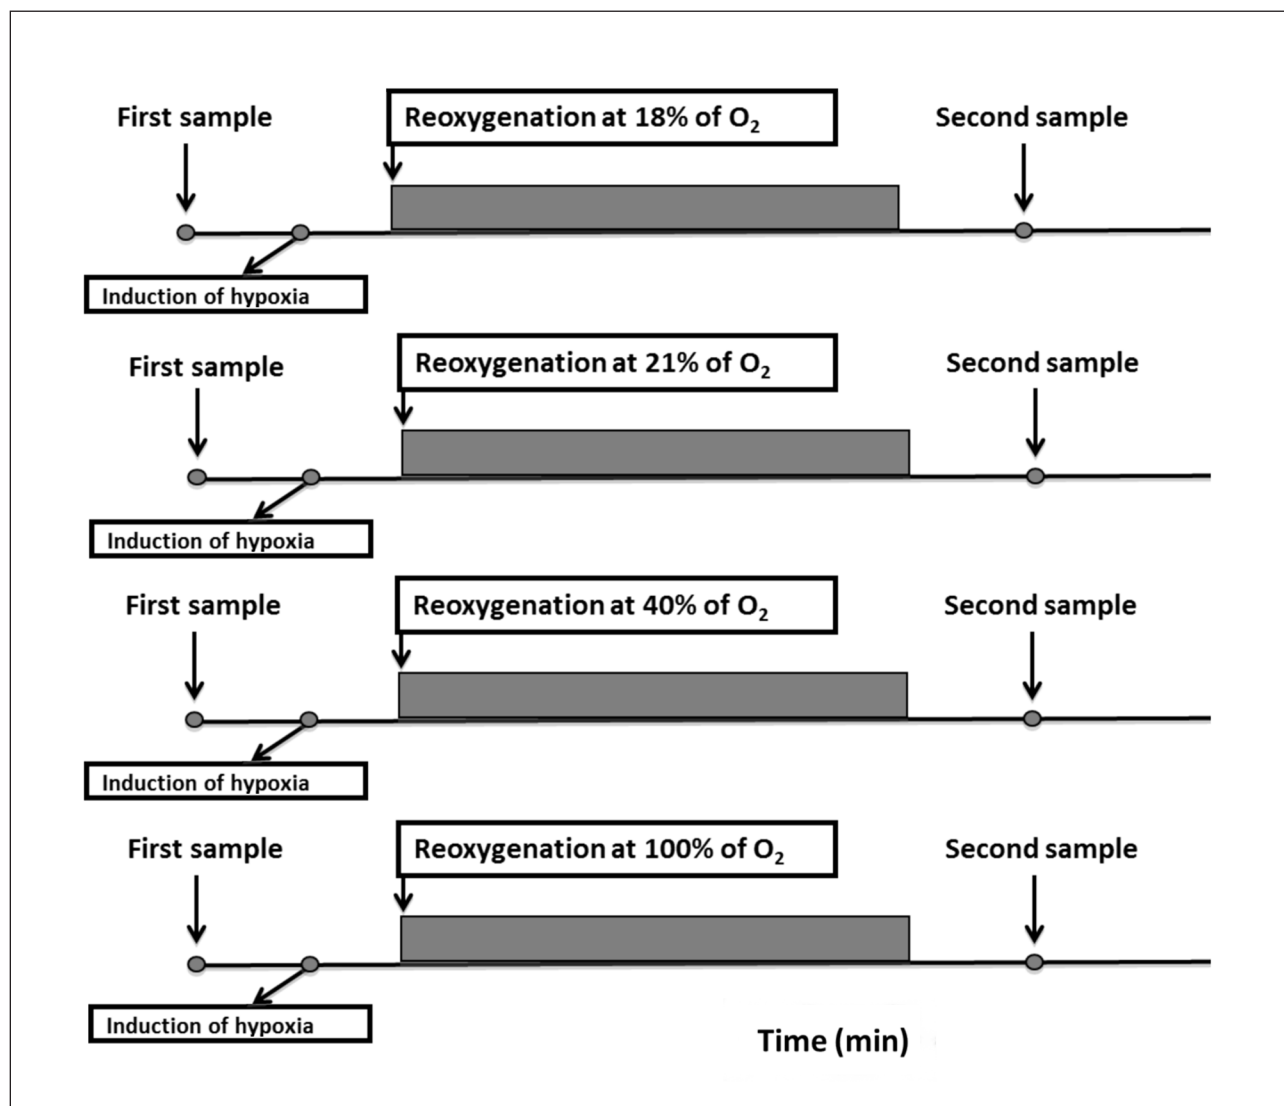 First sample
Reoxygenation at 18% of O₂
Second sample
Induction of hypoxia
First sample
Reoxygenation at 21% of O₂
Second sample
Induction of hypoxia
First sample
Reoxygenation at 40% of O₂
Second sample
Induction of hypoxia
First sample
Reoxygenation at 100% of O₂
Second sample
Induction of hypoxia
Time (min)